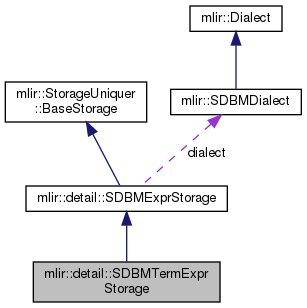 mlir::Dialect
mlir::StorageUniquer
::BaseStorage
mlir::SDBMDialect
dialect
mlir::detail::SDBMExprStorage
mlir::detail::SDBMTermExpr
Storage